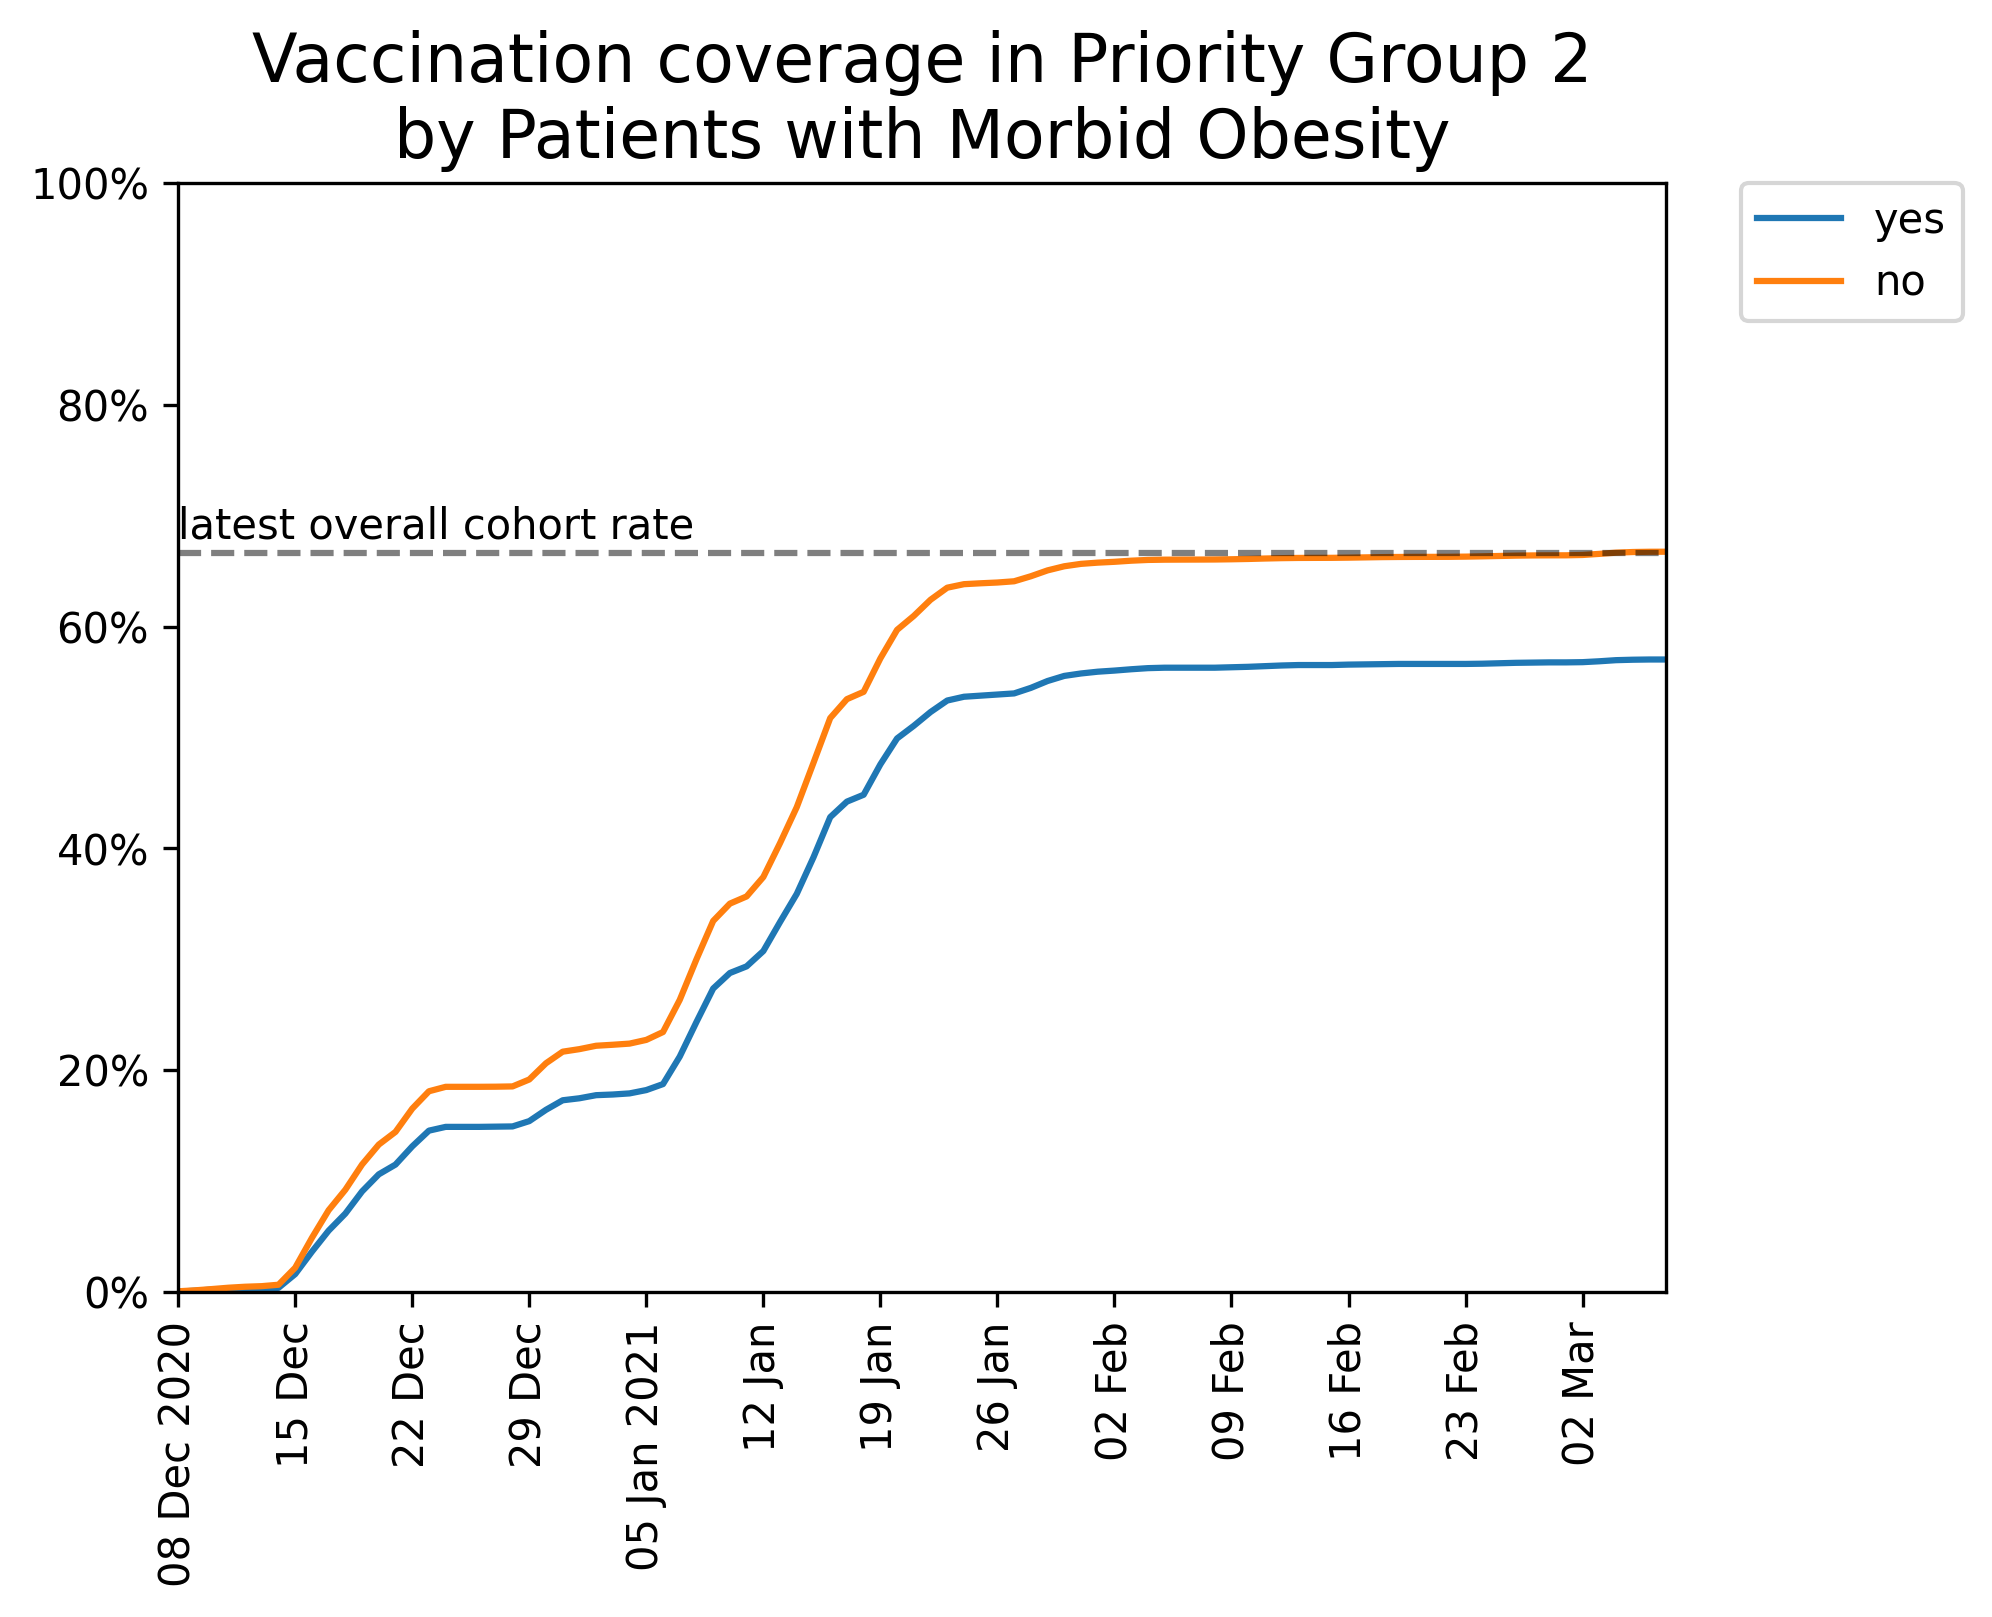 Vaccination coverage in Priority Group 2
by Patients with Morbid Obesity
100%
80%
60%
40%
20%
0%
latest overall cohort rate
yes
no
08 Dec 2020
15 Dec
22 Dec
29 Dec
05 Jan 2021
12 Jan
19 Jan
26 Jan
02 Feb
09 Feb
16 Feb
23 Feb
02 Mar